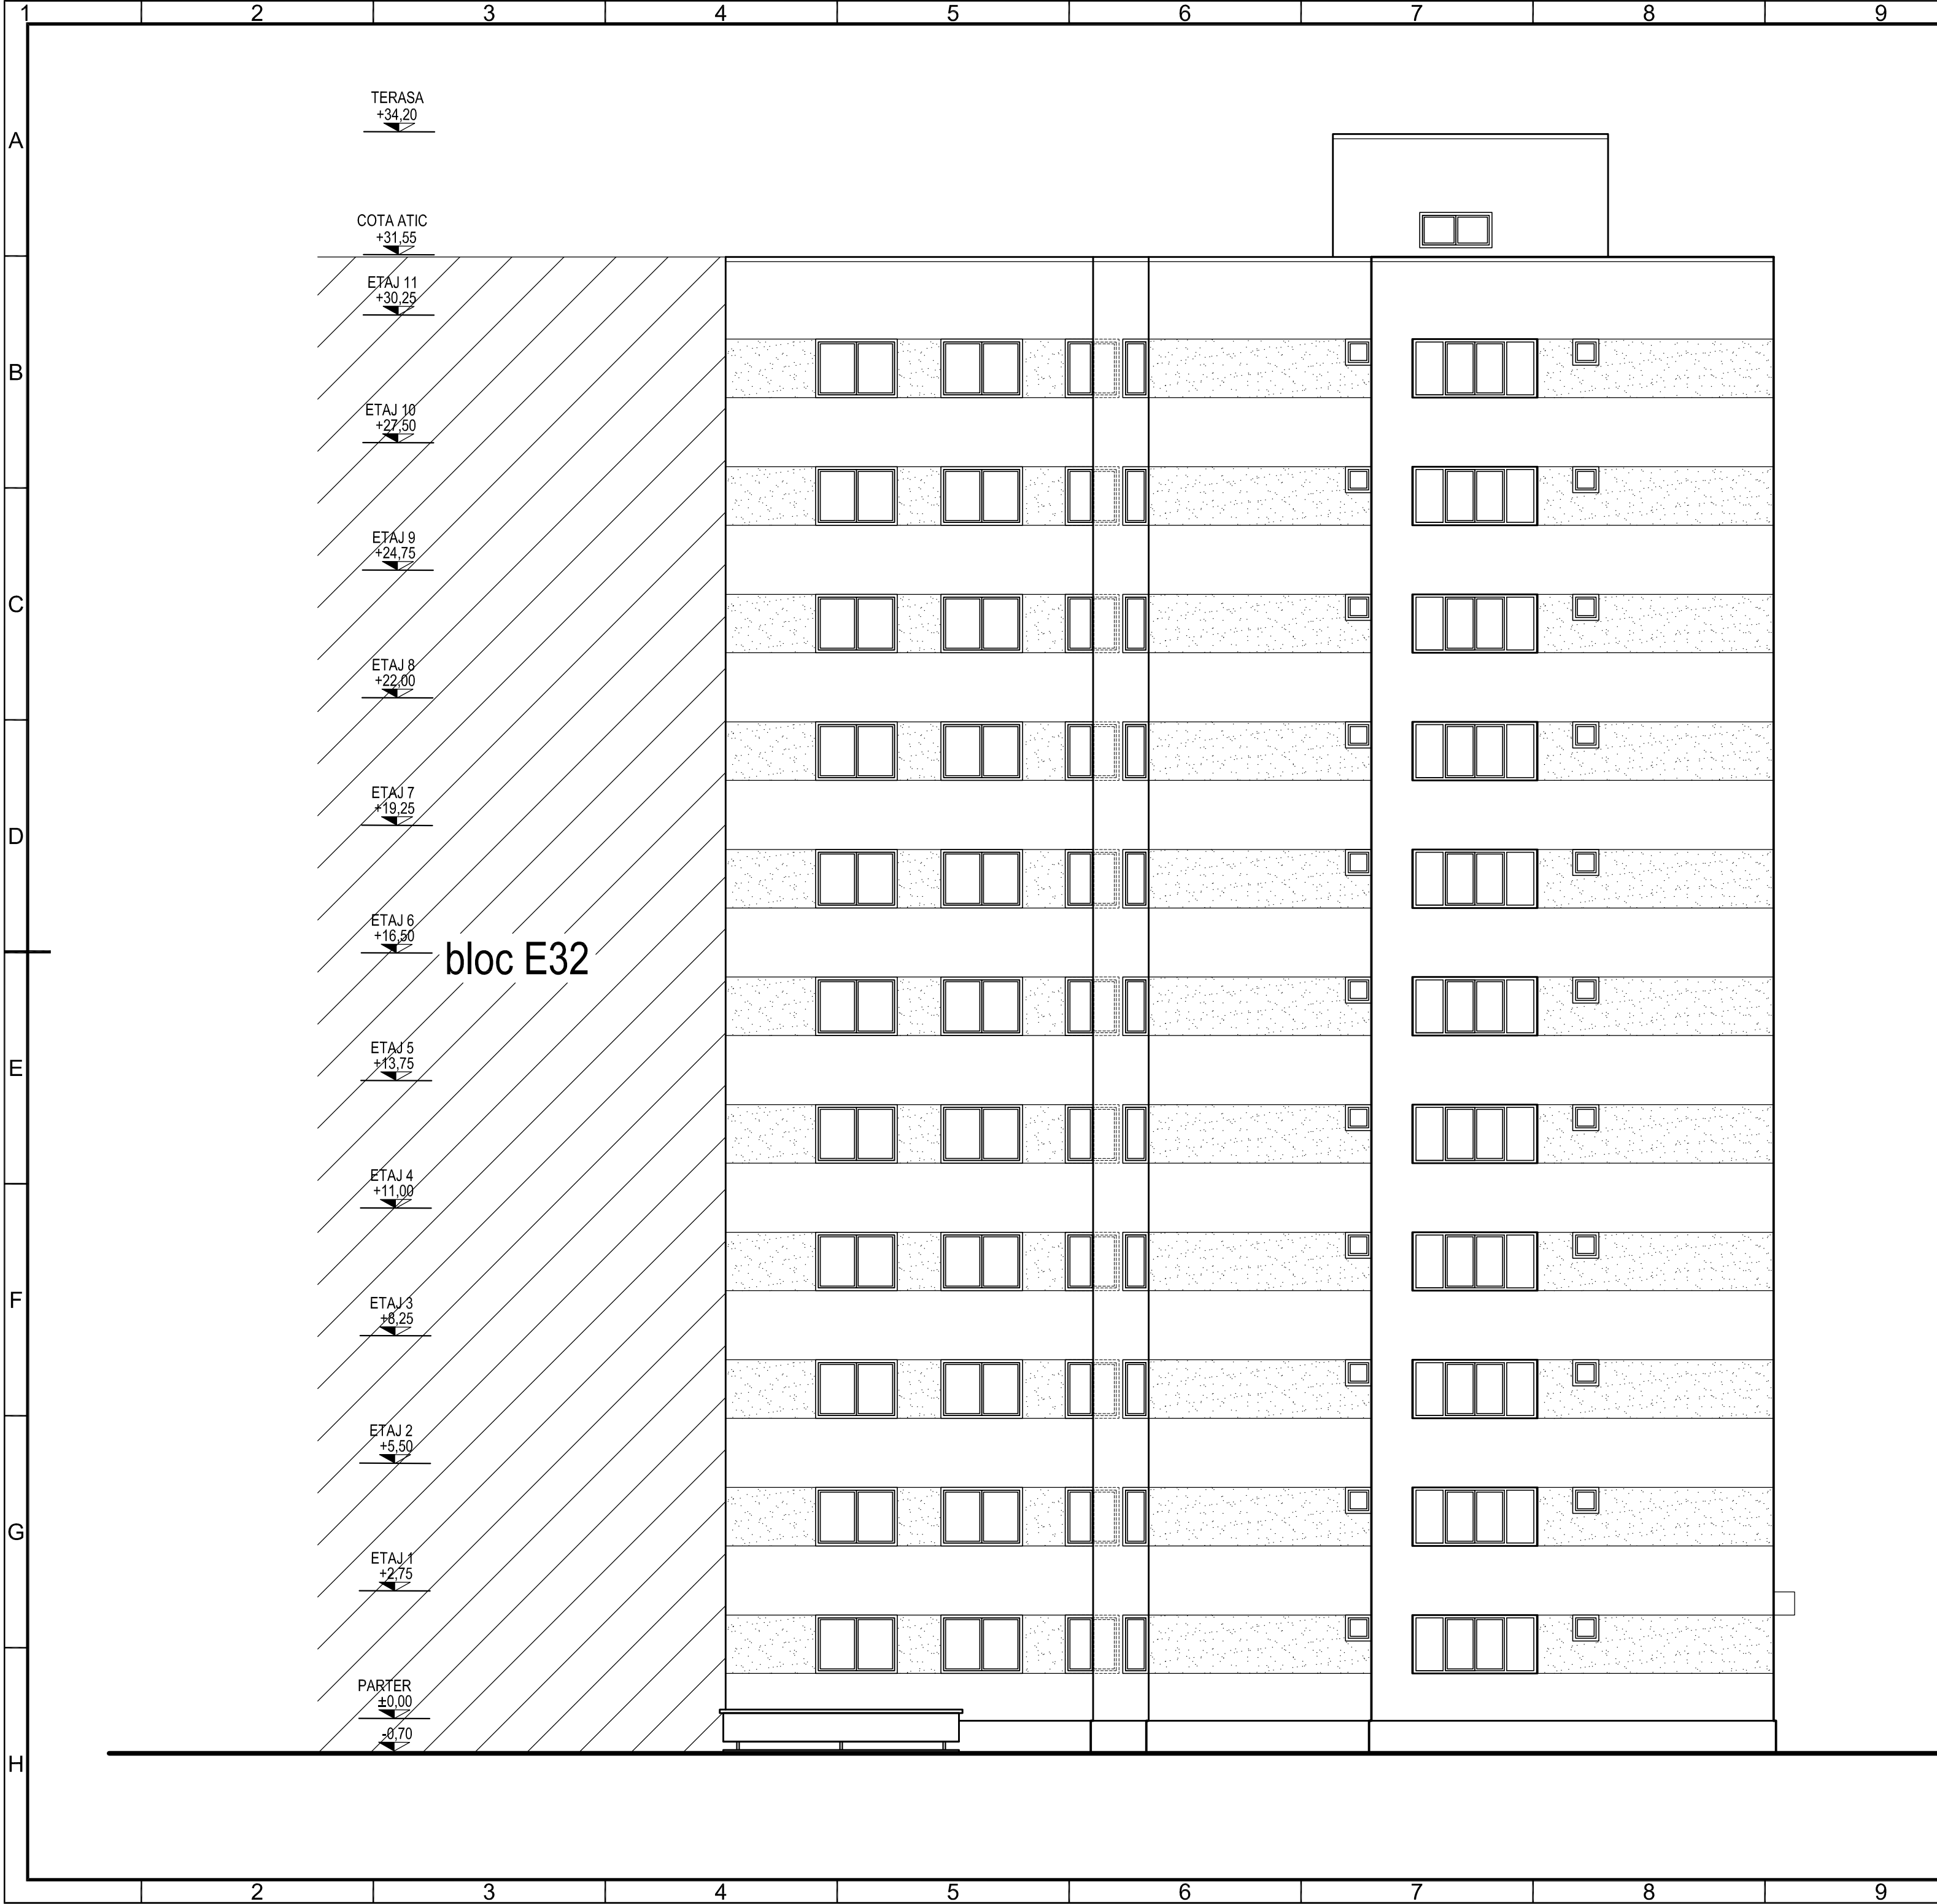 1 2 3 4 5 6 7 8 9
TERASA
+34,20
A
COTA ATIC
+31,55
ETAJ 11
+30,25
B
ETAJ 10
+27,50
ETAJ 9
+24,75
C
ETAJ 8
+22,00
ETAJ 7
+19,25
D
ETAJ 6
+16,50
bloc E32
ETAJ 5
+13,75
E
ETAJ 4
+11,00
F
ETAJ 3
+8,25
ETAJ 2
+5,50
G
ETAJ 1
+2,75
PARTER
±0,00
-0,70
H
2 3 4 5 6 7 8 9